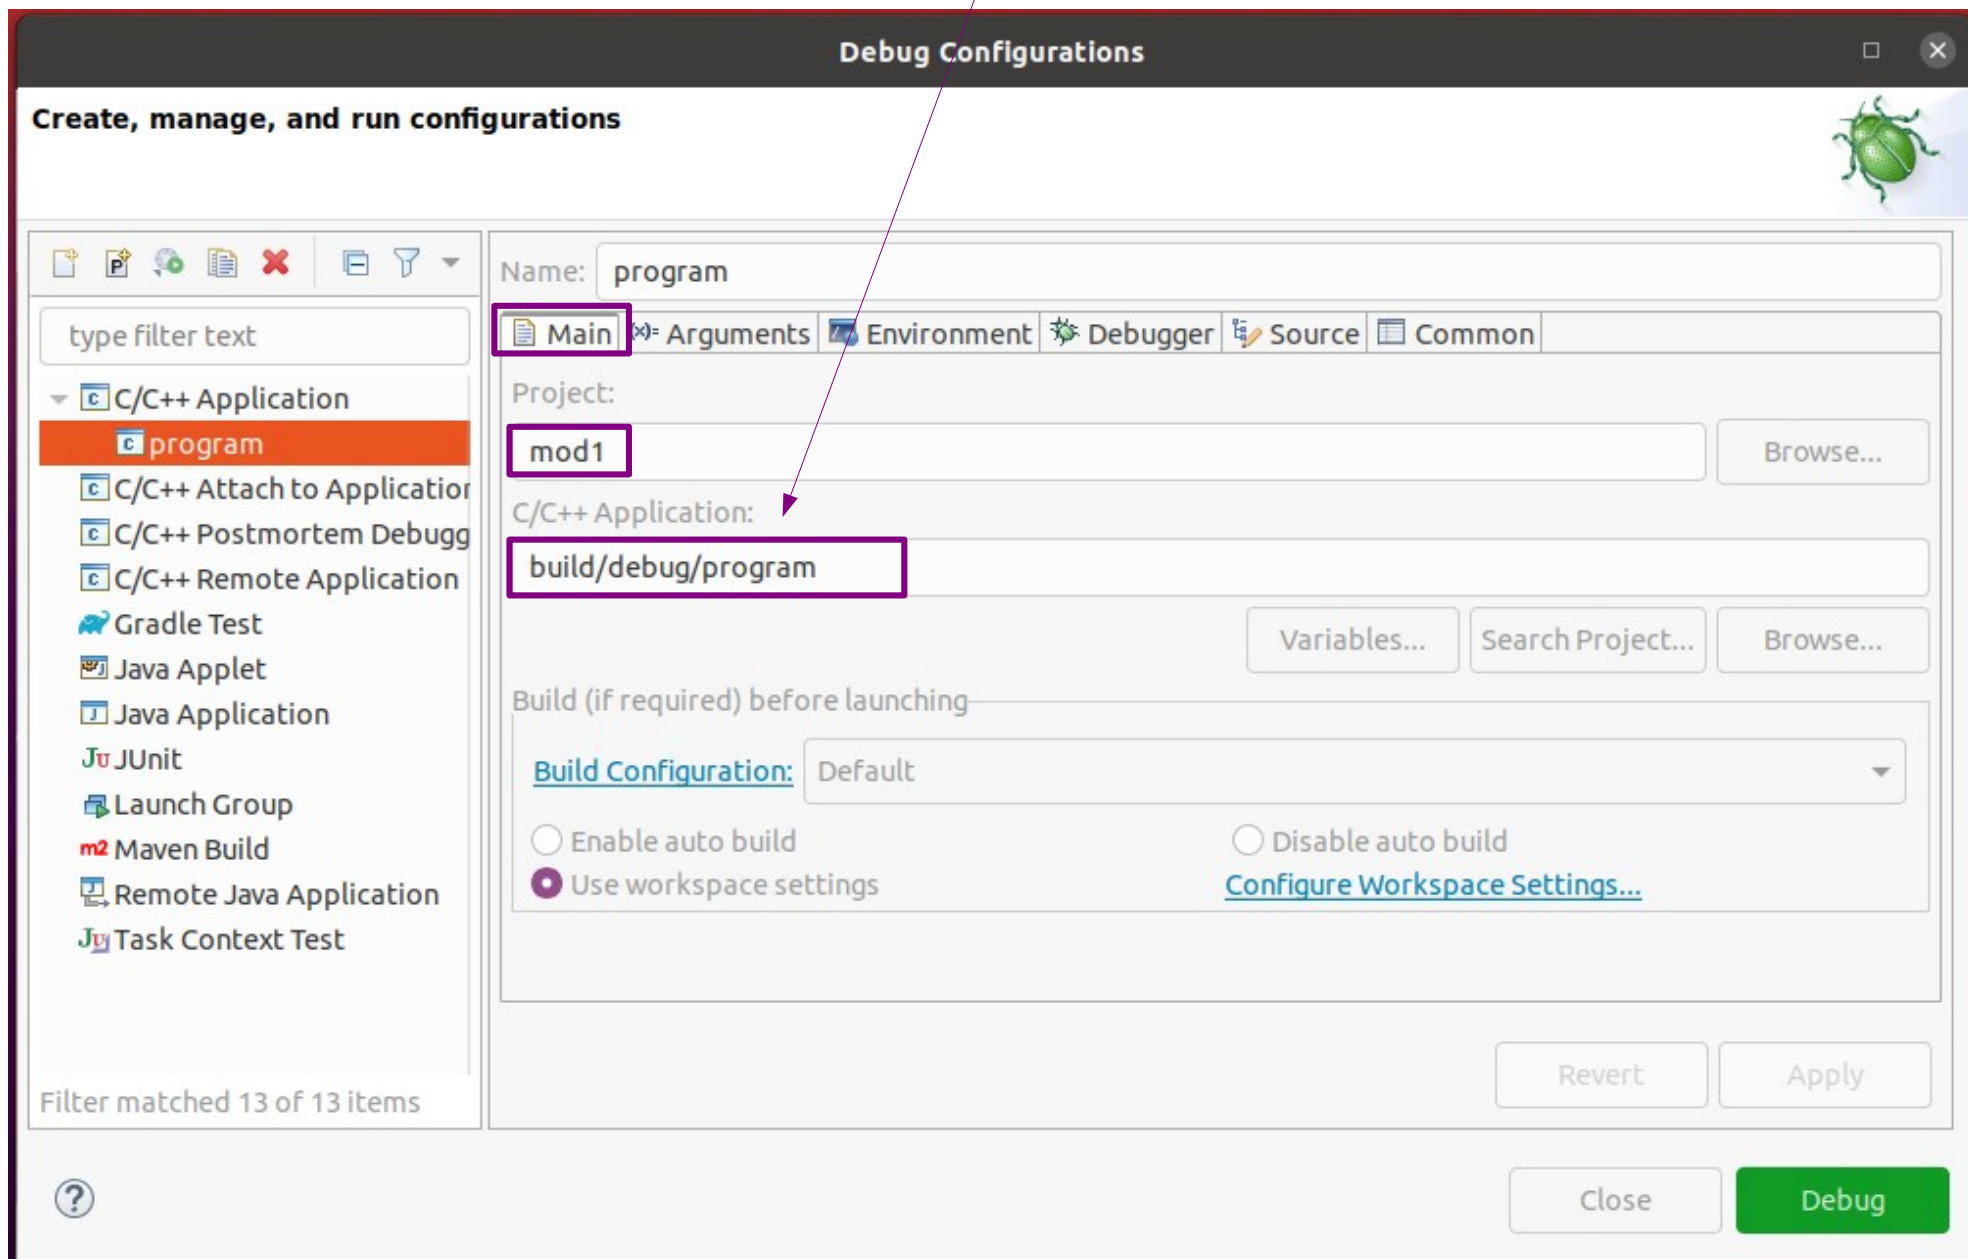 Debug Configurations
Create, manage, and run configurations
type filter text
C/C++ Application
program
C/C++ Attach to Application
C/C++ Postmortem Debugg
C/C++ Remote Application
Gradle Test
Java Applet
Java Application
JUnit
Launch Group
Maven Build
Remote Java Application
Task Context Test
Filter matched 13 of 13 items
Name: program
Main (x)= Arguments Environment Debugger Source Common
Project:
mod1 Browse...
C/C++ Application:
build/debug/program
Variables... Search Project... Browse...
Build (if required) before launching
Build Configuration: Default
Enable auto build Disable auto build
Use workspace settings Configure Workspace Settings...
Revert Apply
Close Debug